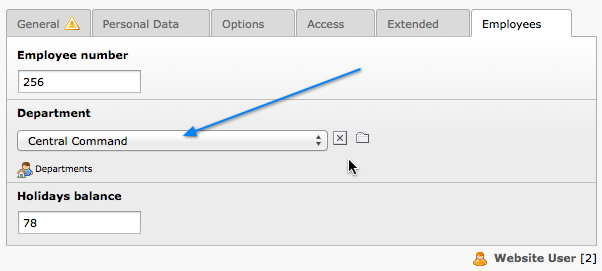 General Personal Data Options Access Extended Employees
Employee number
256
Department
Central Command
Departments
Holidays balance
78
Website User [2]